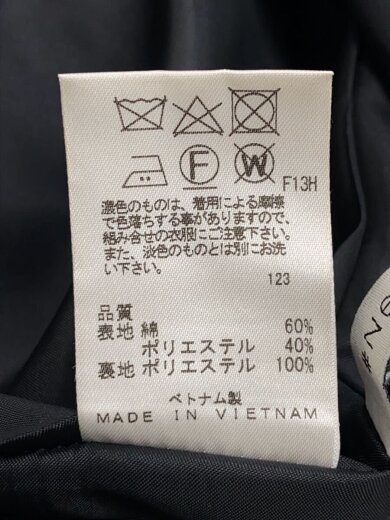 F W F13H
濃色のものは、着用による摩擦
で色落ちする事がありますので、
組み合せの衣服にご注意下さい。
また、淡色のものとは別にお洗
い下さい。
123
品質
表地 綿 60%
ポリエステル 40%
裏地 ポリエステル 100%
ベトナム製
MADE IN VIETNAM